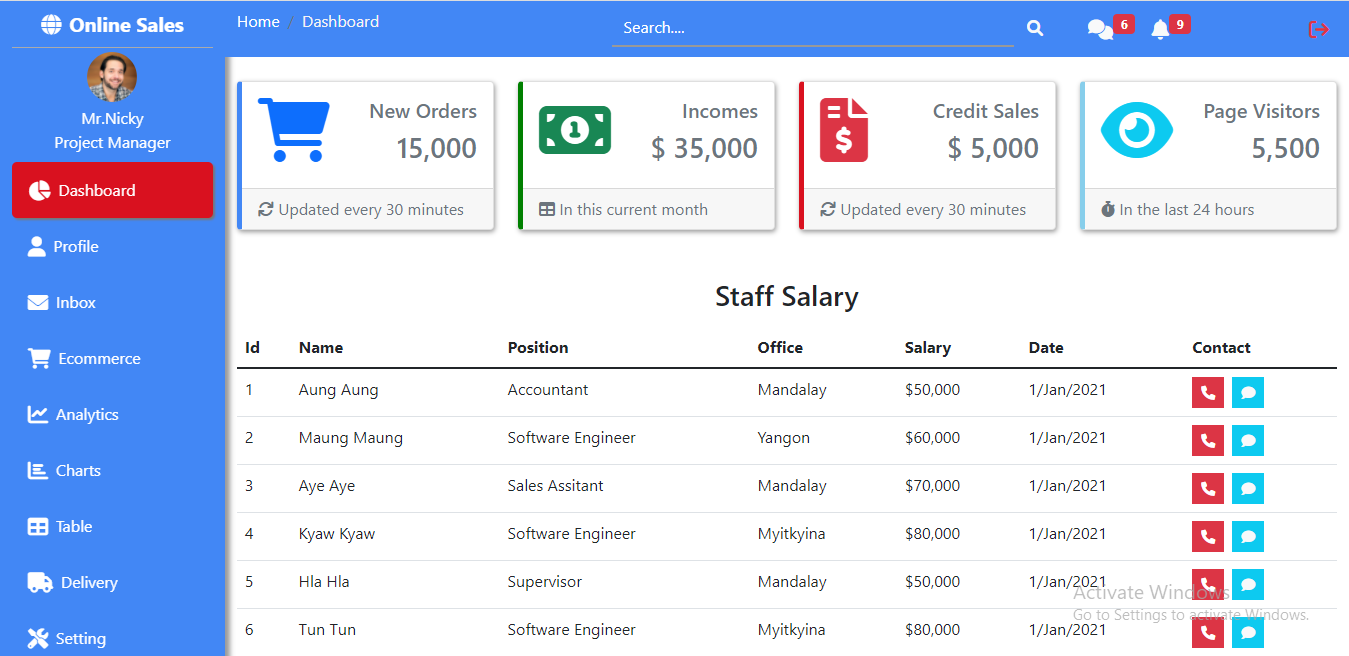 Online Sales
Home / Dashboard
Search....
6
9
Mr.Nicky
Project Manager
Dashboard
Profile
Inbox
Ecommerce
Analytics
Charts
Table
Delivery
Setting
New Orders
15,000
Updated every 30 minutes
Incomes
$ 35,000
In this current month
Credit Sales
$ 5,000
Updated every 30 minutes
Page Visitors
5,500
In the last 24 hours
Staff Salary
Id Name Position Office Salary Date Contact
1 Aung Aung Accountant Mandalay $50,000 1/Jan/2021
2 Maung Maung Software Engineer Yangon $60,000 1/Jan/2021
3 Aye Aye Sales Assitant Mandalay $70,000 1/Jan/2021
4 Kyaw Kyaw Software Engineer Myitkyina $80,000 1/Jan/2021
5 Hla Hla Supervisor Mandalay $50,000 1/Jan/2021
6 Tun Tun Software Engineer Myitkyina $80,000 1/Jan/2021
Activate Windows
Go to Settings to activate Windows.